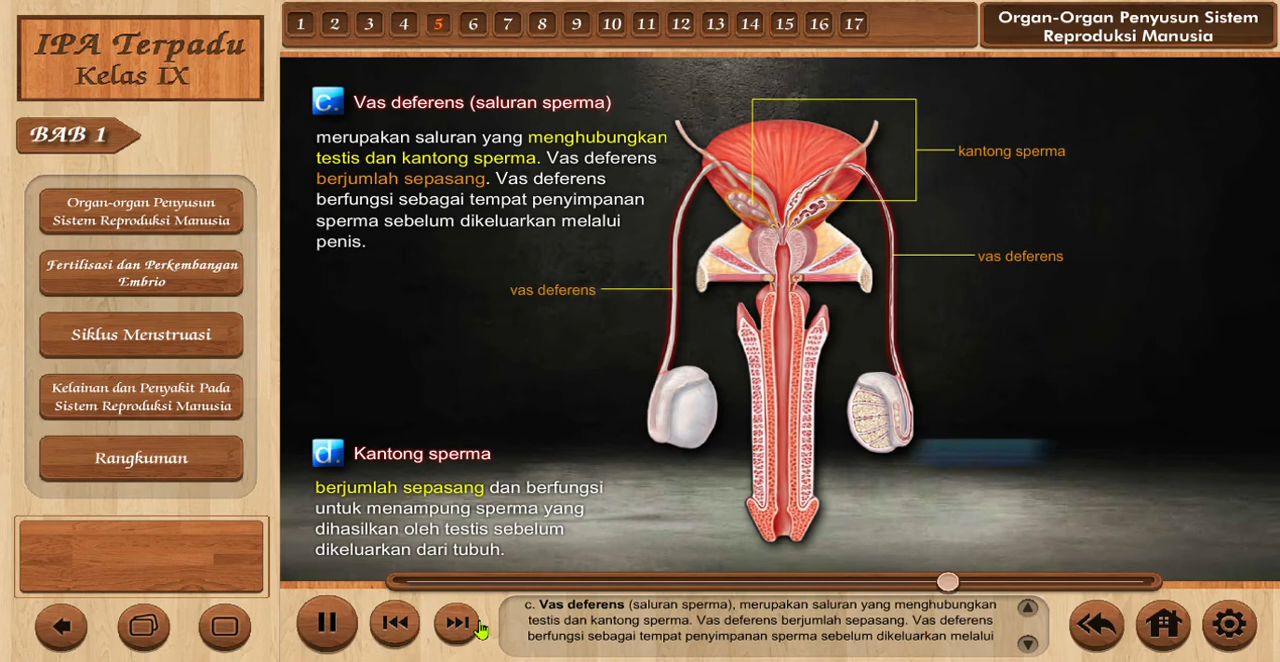 IPA Terpadu
Kelas IX
BAB 1
Organ-organ Penyusun
Sistem Reproduksi Manusia
Fertilisasi dan Perkembangan
Embrio
Siklus Menstruasi
Kelainan dan Penyakit Pada
Sistem Reproduksi Manusia
Rangkuman
1 2 3 4 5 6 7 8 9 10 11 12 13 14 15 16 17
Organ-Organ Penyusun Sistem
Reproduksi Manusia
c. Vas deferens (saluran sperma)
merupakan saluran yang menghubungkan
testis dan kantong sperma. Vas deferens
berjumlah sepasang. Vas deferens
berfungsi sebagai tempat penyimpanan
sperma sebelum dikeluarkan melalui
penis.
kantong sperma
vas deferens
vas deferens
d. Kantong sperma
berjumlah sepasang dan berfungsi
untuk menampung sperma yang
dihasilkan oleh testis sebelum
dikeluarkan dari tubuh.
c. Vas deferens (saluran sperma), merupakan saluran yang menghubungkan
testis dan kantong sperma. Vas deferens berjumlah sepasang. Vas deferens
berfungsi sebagai tempat penyimpanan sperma sebelum dikeluarkan melalui